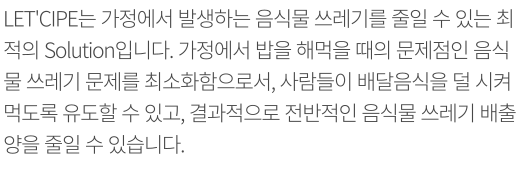 LET'CIPE는 가정에서 발생하는 음식물 쓰레기를 줄일 수 있는 최
적의 Solution입니다. 가정에서 밥을 해먹을 때의 문제점인 음식
물 쓰레기 문제를 최소화함으로서, 사람들이 배달음식을 덜 시켜
먹도록 유도할 수 있고, 결과적으로 전반적인 음식물 쓰레기 배출
양을 줄일 수 있습니다.